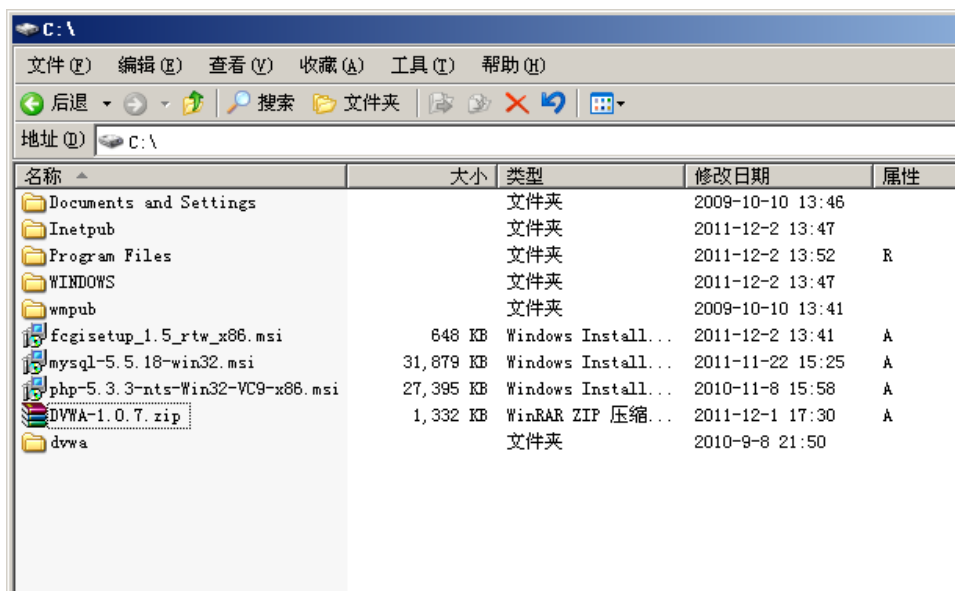 C:\
文件(F) 编辑(E) 查看(V) 收藏(A) 工具(T) 帮助(H)
后退 搜索 文件夹
地址(D) C:\
名称 大小 类型 修改日期 属性
Documents and Settings 文件夹 2009-10-10 13:46
Inetpub 文件夹 2011-12-2 13:47
Program Files 文件夹 2011-12-2 13:52 R
WINDOWS 文件夹 2011-12-2 13:47
wmpub 文件夹 2009-10-10 13:41
fcgisetup_1.5_rtw_x86.msi 648 KB Windows Install... 2011-12-2 13:41 A
mysql-5.5.18-win32.msi 31,879 KB Windows Install... 2011-11-22 15:25 A
php-5.3.3-nts-Win32-VC9-x86.msi 27,395 KB Windows Install... 2010-11-8 15:58 A
DVWA-1.0.7.zip 1,332 KB WinRAR ZIP 压缩... 2011-12-1 17:30 A
dvwa 文件夹 2010-9-8 21:50